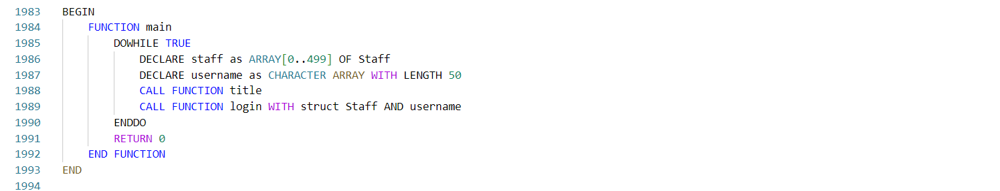 1983 BEGIN
1984 FUNCTION main
1985 DOWHILE TRUE
1986 DECLARE staff as ARRAY[0..499] OF Staff
1987 DECLARE username as CHARACTER ARRAY WITH LENGTH 50
1988 CALL FUNCTION title
1989 CALL FUNCTION login WITH struct Staff AND username
1990 ENDDO
1991 RETURN 0
1992 END FUNCTION
1993 END
1994